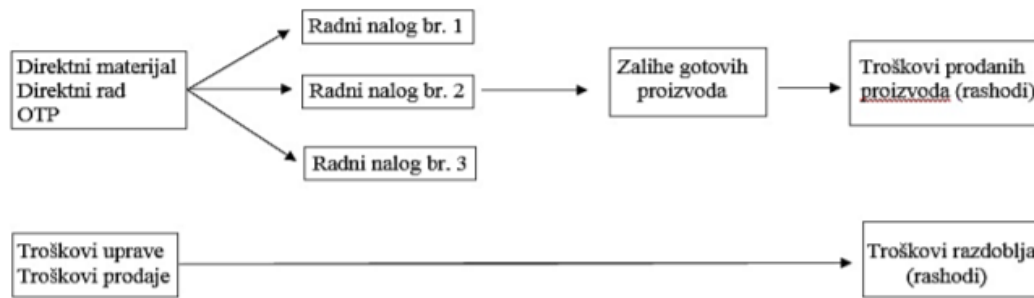 Direktni materijal
Direktni rad
OTP
Radni nalog br. 1
Radni nalog br. 2
Radni nalog br. 3
Zalihe gotovih
proizvoda
Troškovi prodanih
proizvoda (rashodi)
Troškovi uprave
Troškovi prodaje
Troškovi razdoblja
(rashodi)